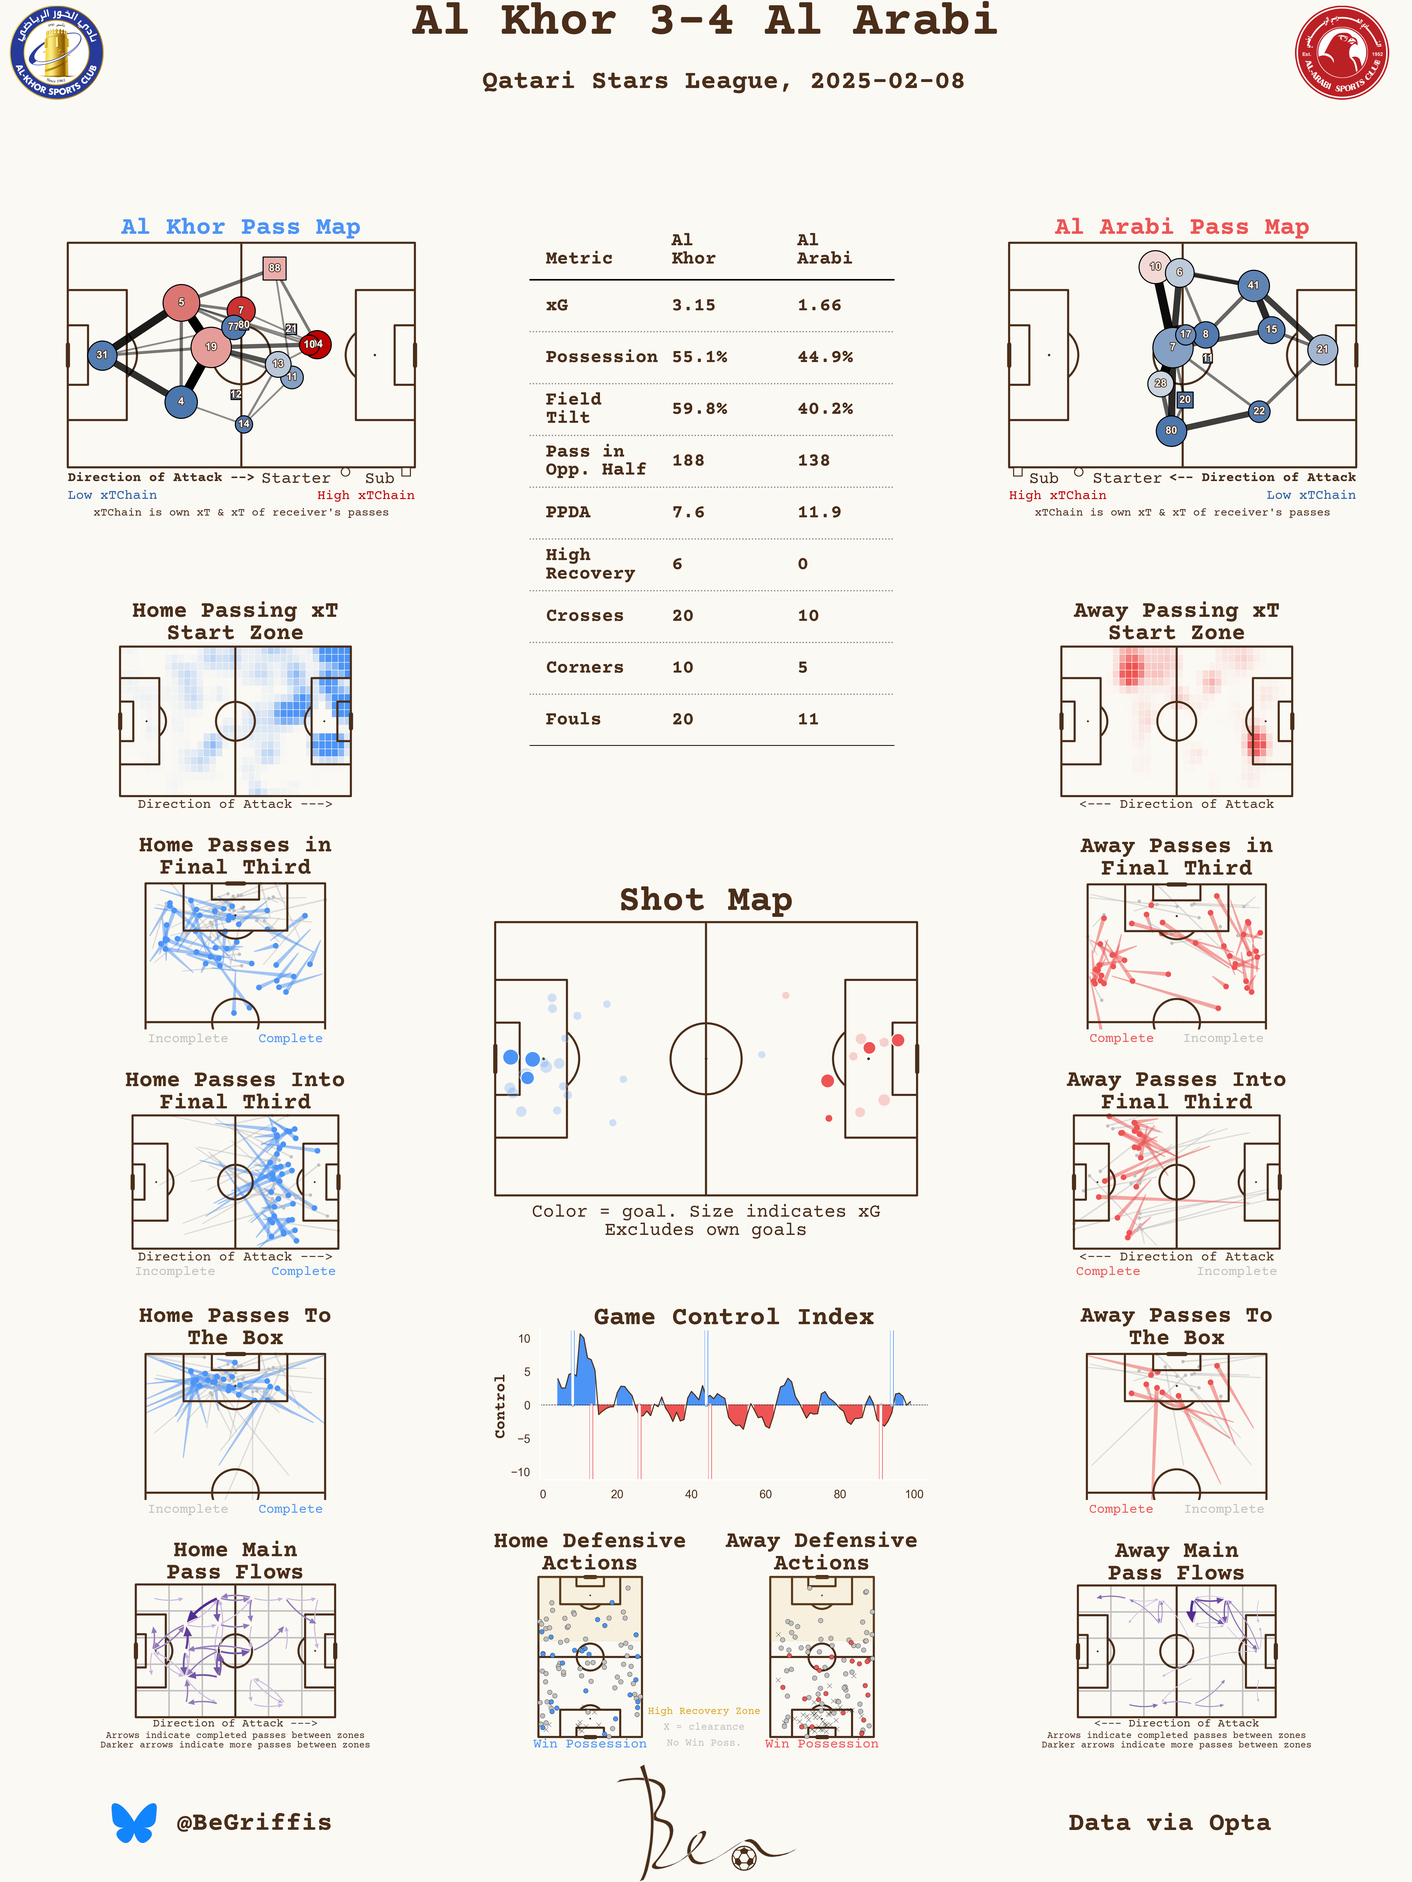 Al Khor 3-4 Al Arabi
Qatari Stars League, 2025-02-08
نادي الخور الرياضي
AL-KHOR SPORTS CLUB
Est. 1952
AL-ARABI SPORTS CLUB
Al Khor Pass Map
88
5
7
77
80
21
31
19
10
4
13
11
12
4
14
Direction of Attack --> Starter Sub
Low xTChain High xTChain
xTChain is own xT & xT of receiver's passes
Metric Al Khor Al Arabi
xG 3.15 1.66
Possession 55.1% 44.9%
Field Tilt 59.8% 40.2%
Pass in Opp. Half 188 138
PPDA 7.6 11.9
High Recovery 6 0
Crosses 20 10
Corners 10 5
Fouls 20 11
Al Arabi Pass Map
10
6
41
17
8
15
7
11
21
28
20
22
80
Sub Starter <-- Direction of Attack
High xTChain Low xTChain
xTChain is own xT & xT of receiver's passes
Home Passing xT
Start Zone
Direction of Attack --->
Away Passing xT
Start Zone
<--- Direction of Attack
Home Passes in
Final Third
Incomplete Complete
Shot Map
Color = goal. Size indicates xG
Excludes own goals
Away Passes in
Final Third
Complete Incomplete
Home Passes Into
Final Third
Direction of Attack --->
Incomplete Complete
Away Passes Into
Final Third
<--- Direction of Attack
Complete Incomplete
Home Passes To
The Box
Incomplete Complete
Game Control Index
Control
10
5
0
−5
−10
0 20 40 60 80 100
Away Passes To
The Box
Complete Incomplete
Home Main
Pass Flows
Direction of Attack --->
Arrows indicate completed passes between zones
Darker arrows indicate more passes between zones
Home Defensive
Actions
Win Possession
High Recovery Zone
X = clearance
No Win Poss.
Away Defensive
Actions
Win Possession
Away Main
Pass Flows
<--- Direction of Attack
Arrows indicate completed passes between zones
Darker arrows indicate more passes between zones
@BeGriffis
Ben
Data via Opta